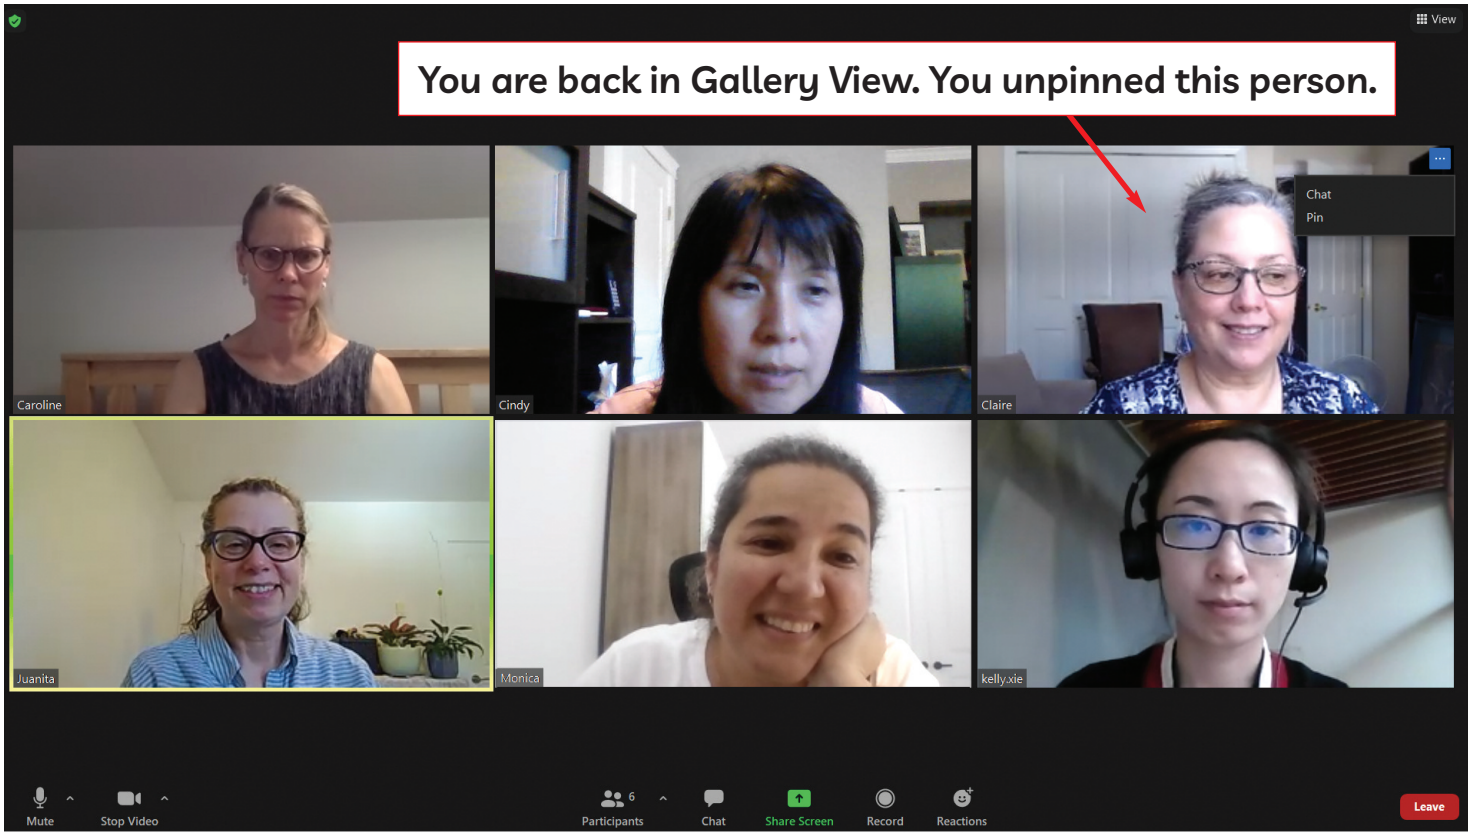 View
You are back in Gallery View. You unpinned this person.
...
Chat
Pin
Caroline
Cindy
Claire
Juanita
Monica
kelly.xie
6
Mute
Stop Video
Participants
Chat
Share Screen
Record
Reactions
Leave